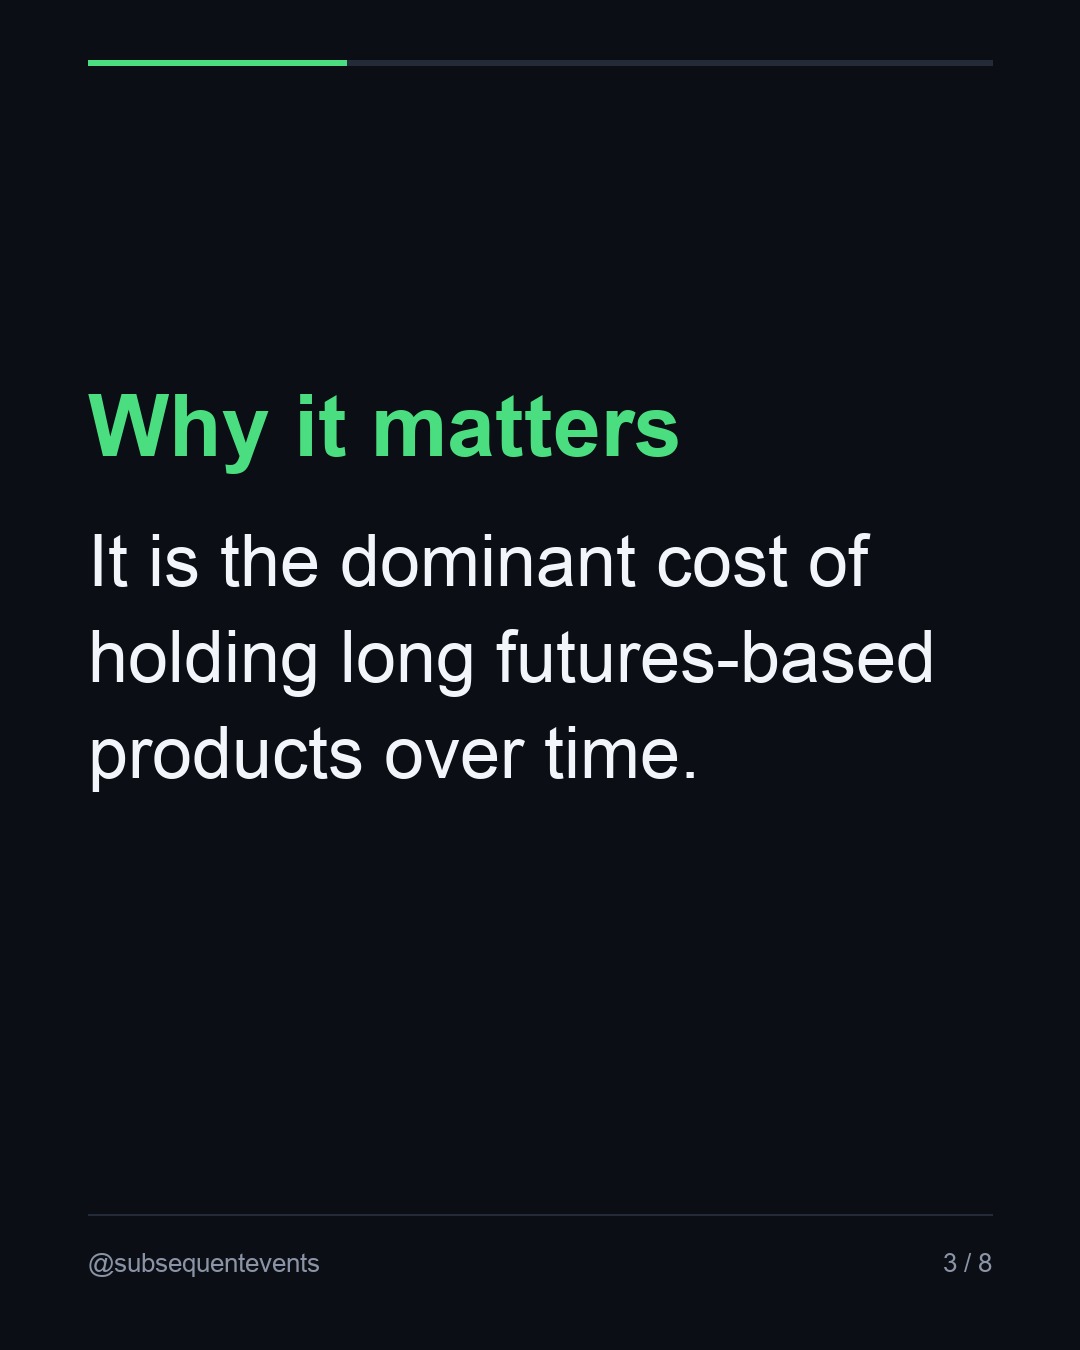 Why it matters
It is the dominant cost of
holding long futures-based
products over time.
@subsequentevents
3 / 8